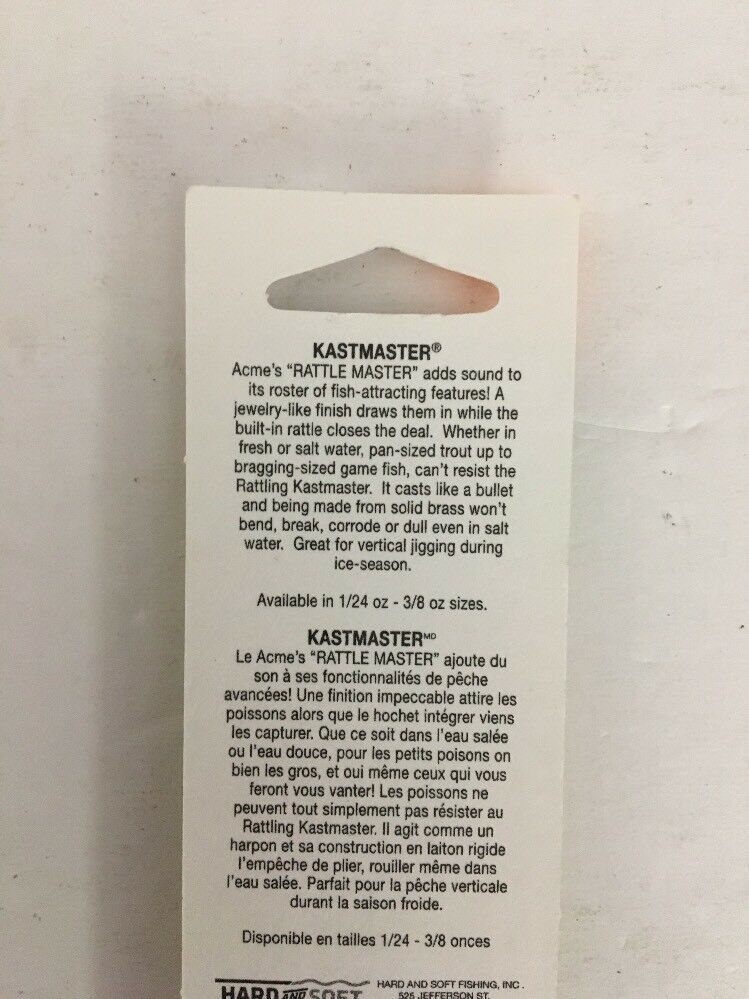 KASTMASTER®
Acme's “RATTLE MASTER” adds sound to
its roster of fish-attracting features! A
jewelry-like finish draws them in while the
built-in rattle closes the deal. Whether in
fresh or salt water, pan-sized trout up to
bragging-sized game fish, can't resist the
Rattling Kastmaster. It casts like a bullet
and being made from solid brass won't
bend, break, corrode or dull even in salt
water. Great for vertical jigging during
ice-season.
Available in 1/24 oz - 3/8 oz sizes.
KASTMASTERᴹᴰ
Le Acme's “RATTLE MASTER” ajoute du
son à ses fonctionnalités de pêche
avancées! Une finition impeccable attire les
poissons alors que le hochet intégrer viens
les capturer. Que ce soit dans l'eau salée
ou l'eau douce, pour les petits poisons on
bien les gros, et oui même ceux qui vous
feront vous vanter! Les poissons ne
peuvent tout simplement pas résister au
Rattling Kastmaster. Il agit comme un
harpon et sa construction en laiton rigide
l'empêche de plier, rouiller même dans
l'eau salée. Parfait pour la pêche verticale
durant la saison froide.
Disponible en tailles 1/24 - 3/8 onces
HARD AND SOFT
HARD AND SOFT FISHING, INC.
525 JEFFERSON ST.